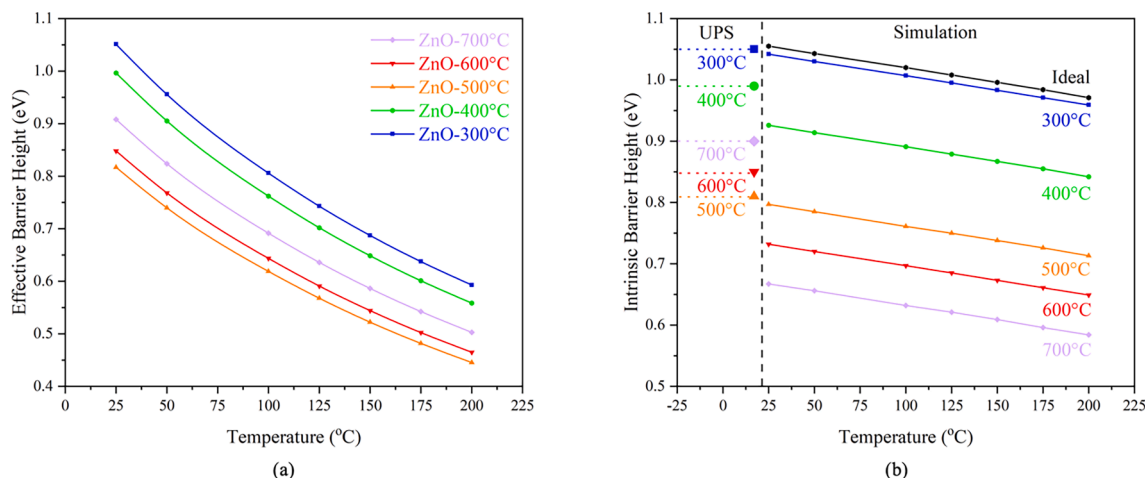 ZnO-700°C
ZnO-600°C
ZnO-500°C
ZnO-400°C
ZnO-300°C
Effective Barrier Height (eV)
1.1
1.0
0.9
0.8
0.7
0.6
0.5
0.4
0 25 50 75 100 125 150 175 200 225
Temperature (°C)
(a)
UPS Simulation
Intrinsic Barrier Height (eV)
1.1
1.0
0.9
0.8
0.7
0.6
0.5
300°C
400°C
700°C
600°C
500°C
Ideal
300°C
400°C
500°C
600°C
700°C
-25 0 25 50 75 100 125 150 175 200 225
Temperature (°C)
(b)